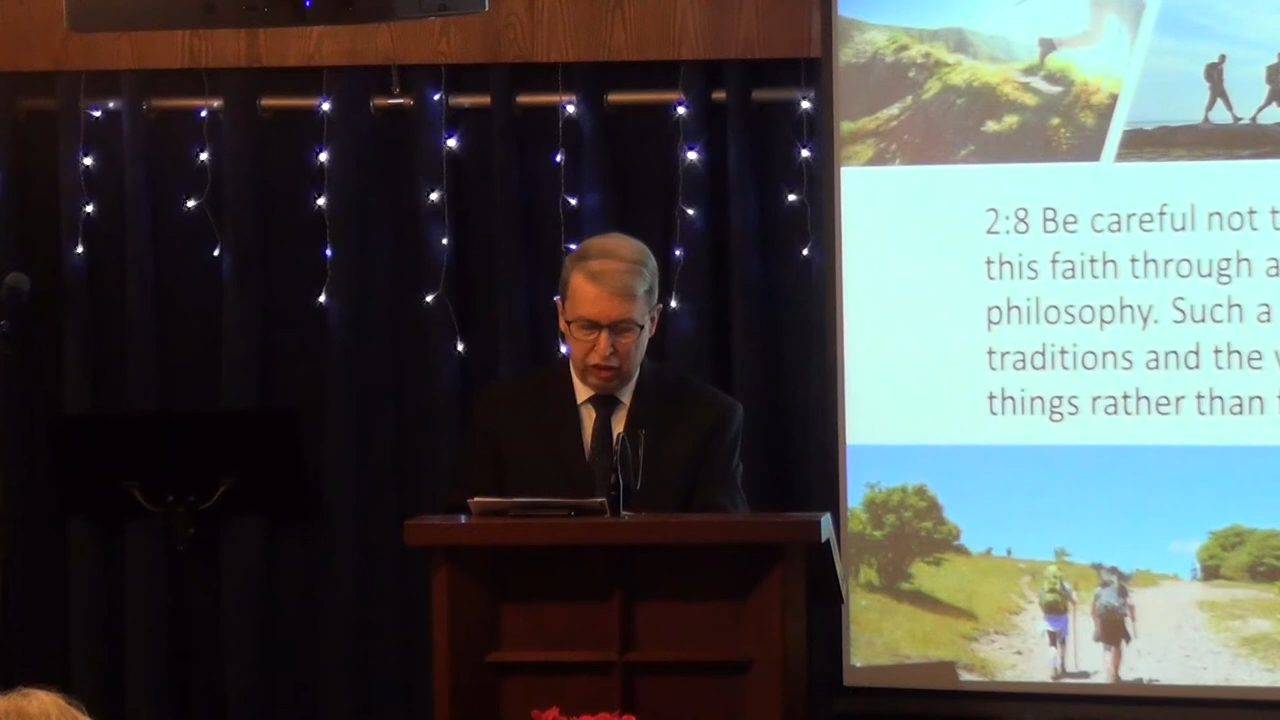 2:8 Be careful not
this faith through a
philosophy. Such a
traditions and the
things rather than